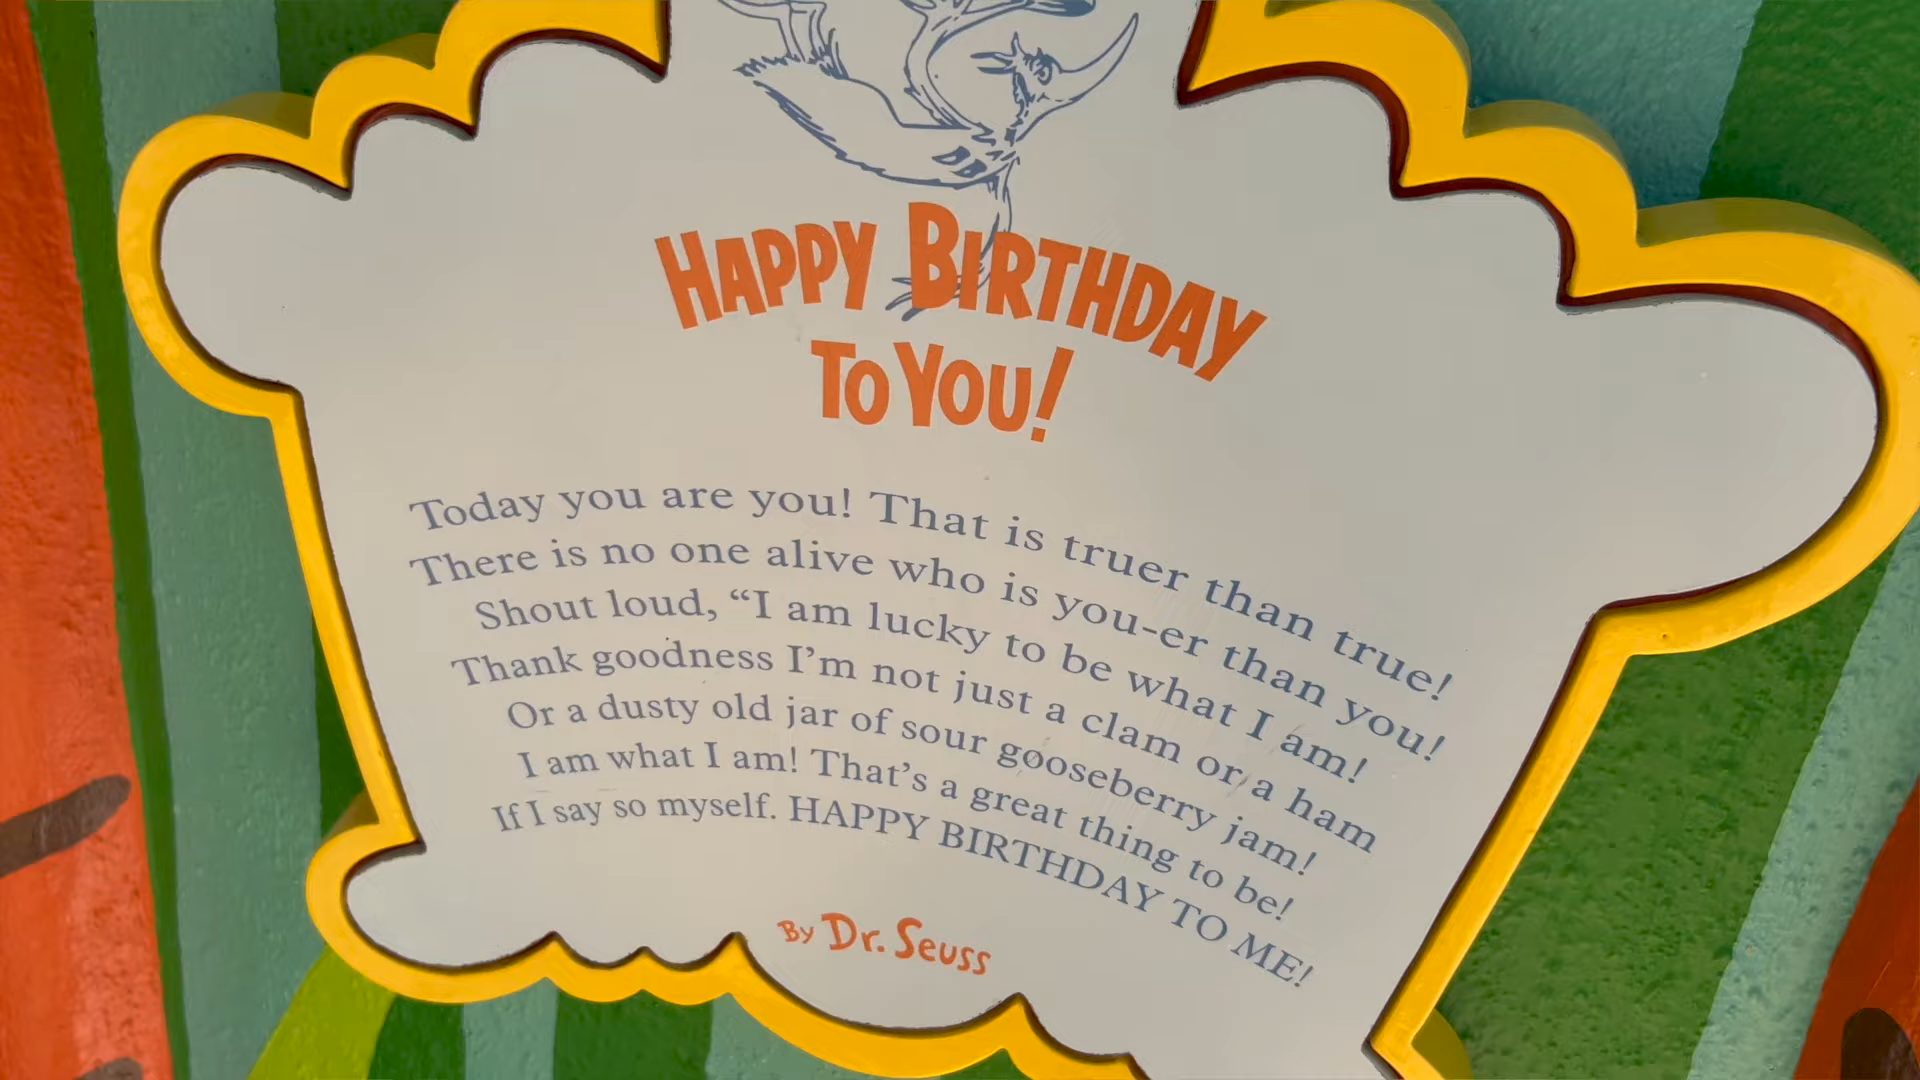 HAPPY BIRTHDAY
TO YOU!
Today you are you! That is truer than true!
There is no one alive who is you-er than you!
Shout loud, “I am lucky to be what I am!
Thank goodness I’m not just a clam or a ham
Or a dusty old jar of sour gooseberry jam!
I am what I am! That’s a great thing to be!
If I say so myself. HAPPY BIRTHDAY TO ME!
By Dr. Seuss